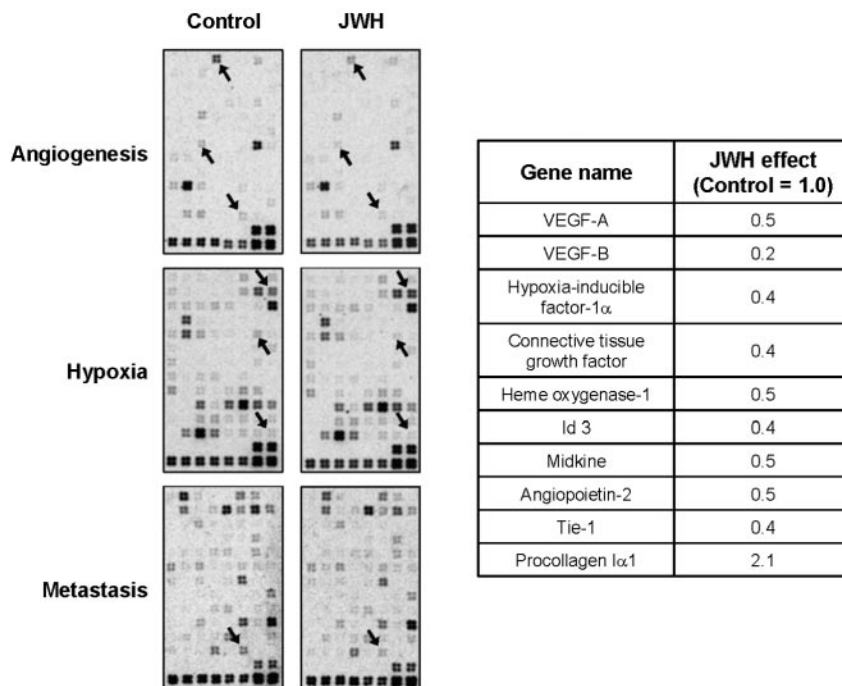 Control JWH
Angiogenesis
Hypoxia
Metastasis
Gene name JWH effect
(Control = 1.0)
VEGF-A 0.5
VEGF-B 0.2
Hypoxia-inducible
factor-1α 0.4
Connective tissue
growth factor 0.4
Heme oxygenase-1 0.5
Id 3 0.4
Midkine 0.5
Angiopoietin-2 0.5
Tie-1 0.4
Procollagen Iα1 2.1